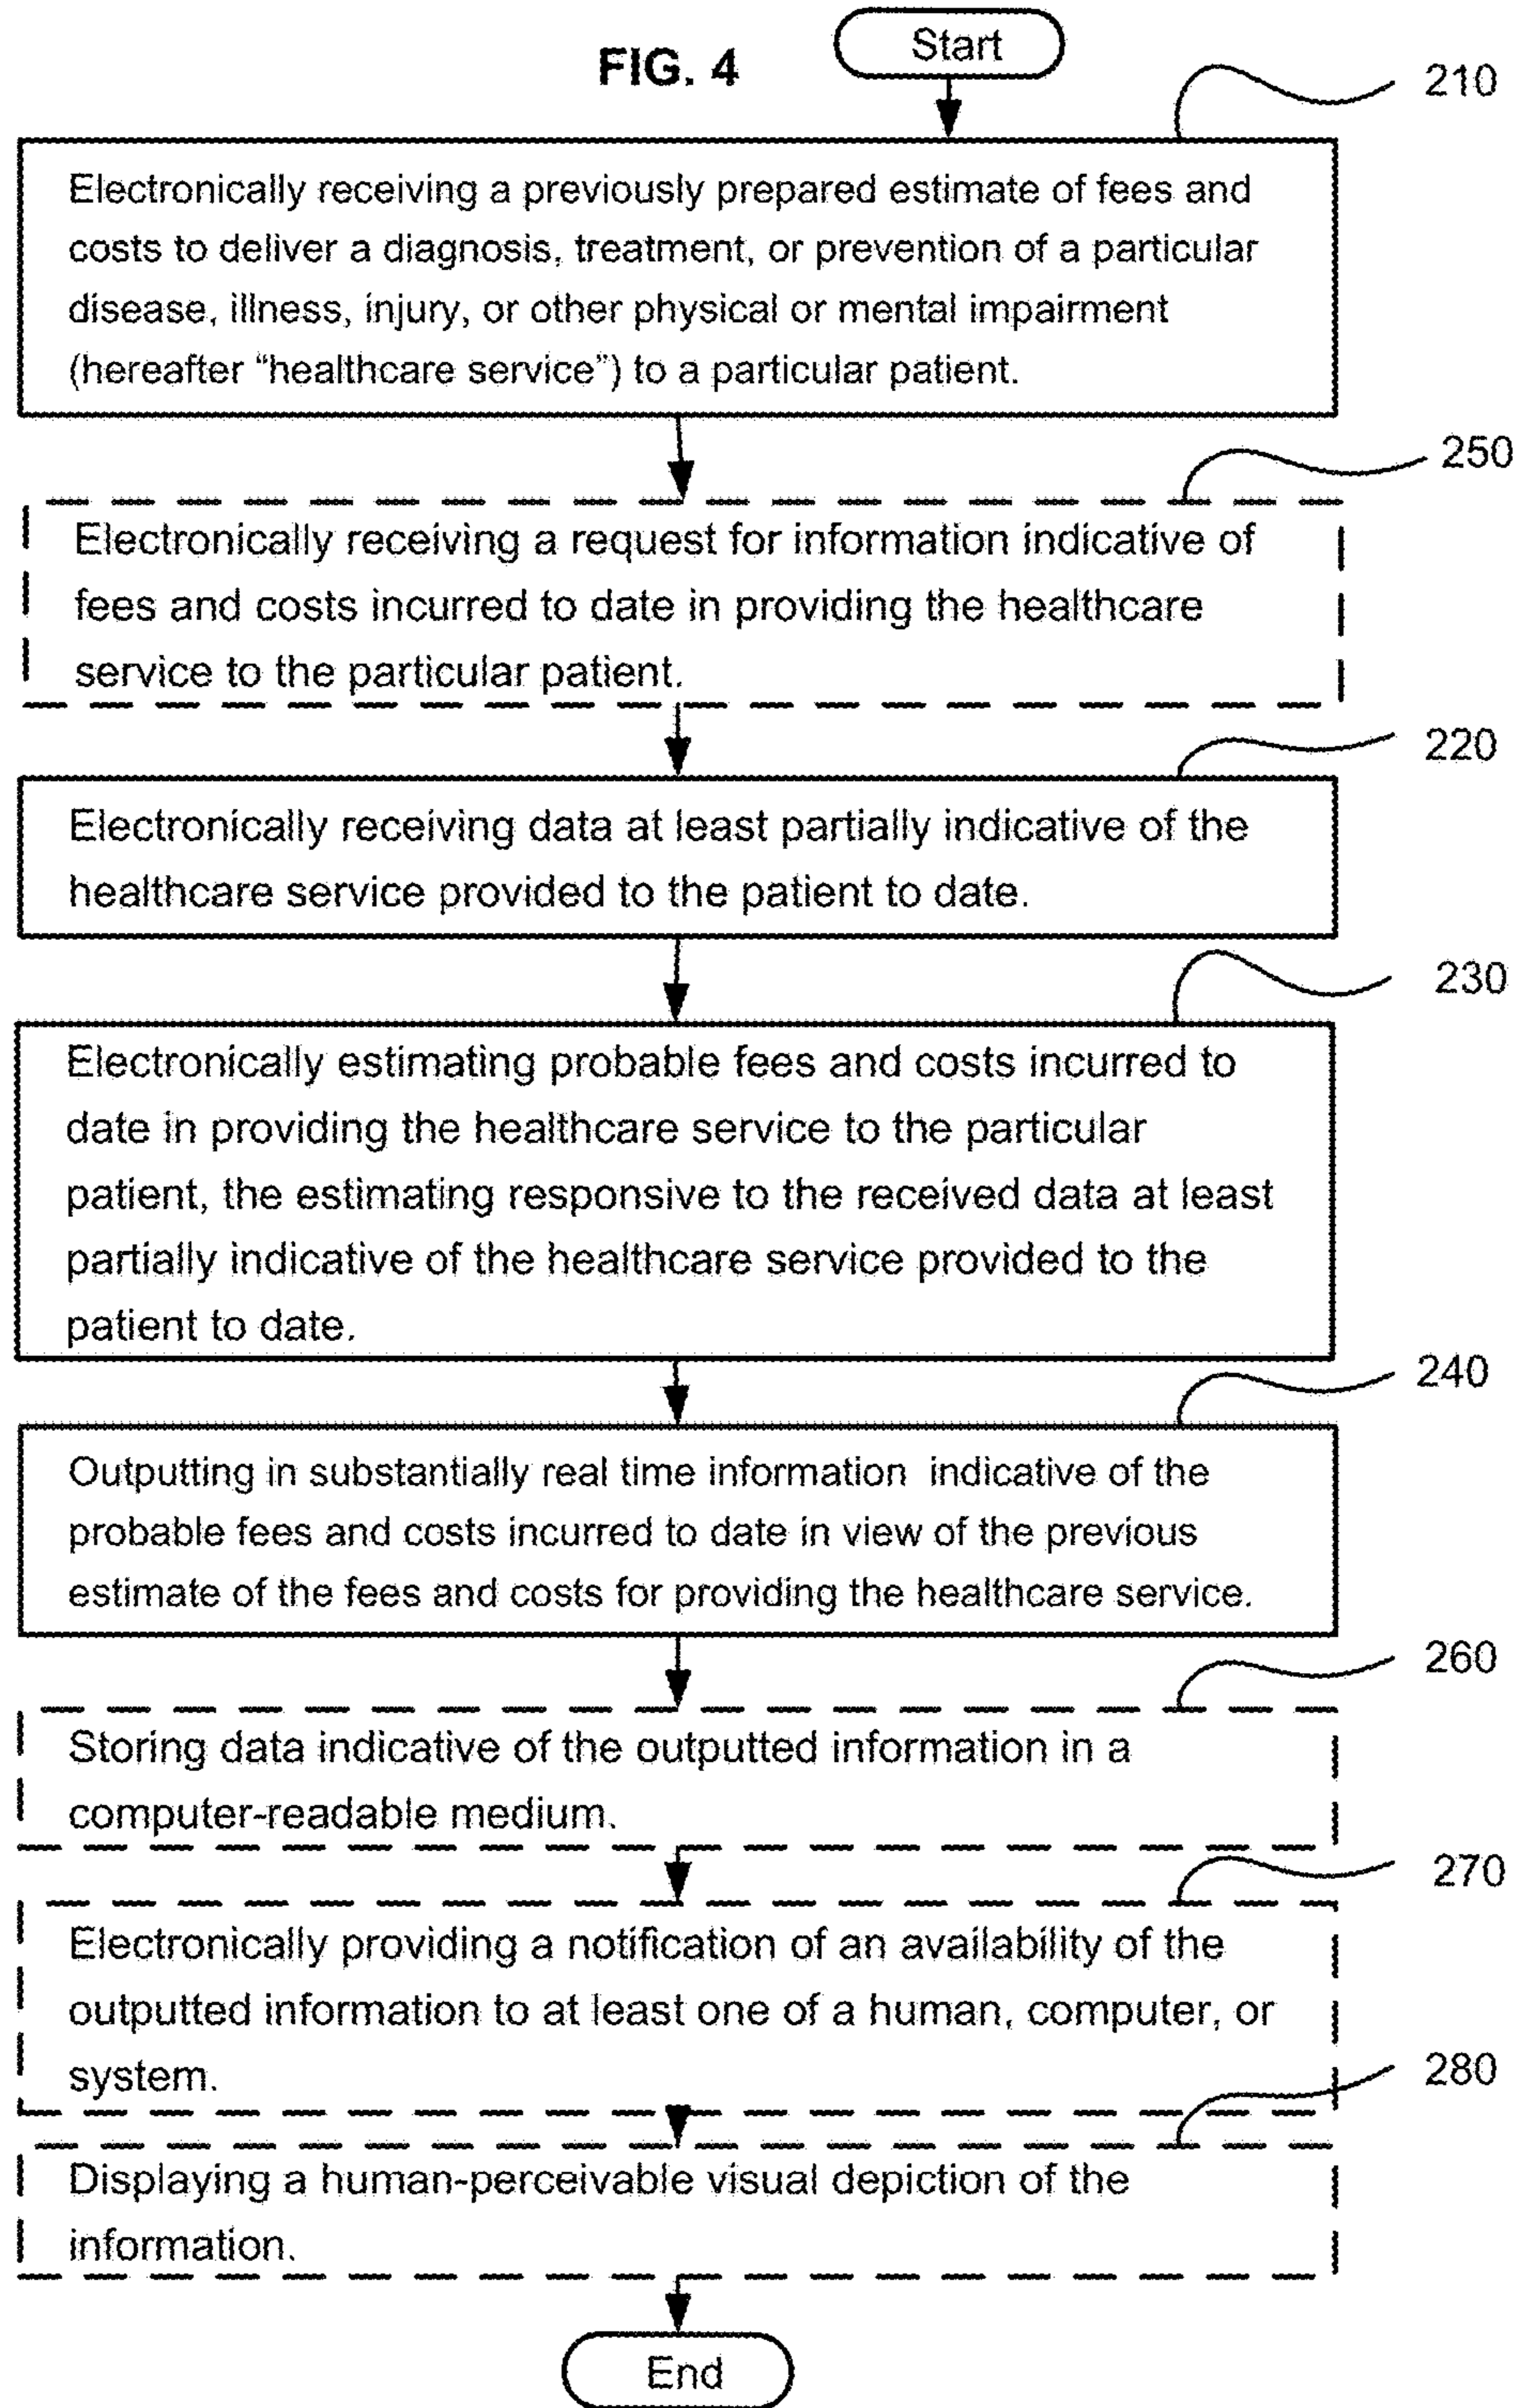 FIG. 4
Start
210
Electronically receiving a previously prepared estimate of fees and
costs to deliver a diagnosis, treatment, or prevention of a particular
disease, illness, injury, or other physical or mental impairment
(hereafter “healthcare service”) to a particular patient.
250
Electronically receiving a request for information indicative of
fees and costs incurred to date in providing the healthcare
service to the particular patient.
220
Electronically receiving data at least partially indicative of the
healthcare service provided to the patient to date.
230
Electronically estimating probable fees and costs incurred to
date in providing the healthcare service to the particular
patient, the estimating responsive to the received data at least
partially indicative of the healthcare service provided to the
patient to date.
240
Outputting in substantially real time information indicative of the
probable fees and costs incurred to date in view of the previous
estimate of the fees and costs for providing the healthcare service.
260
Storing data indicative of the outputted information in a
computer-readable medium.
270
Electronically providing a notification of an availability of the
outputted information to at least one of a human, computer, or
system.
280
Displaying a human-perceivable visual depiction of the
information.
End